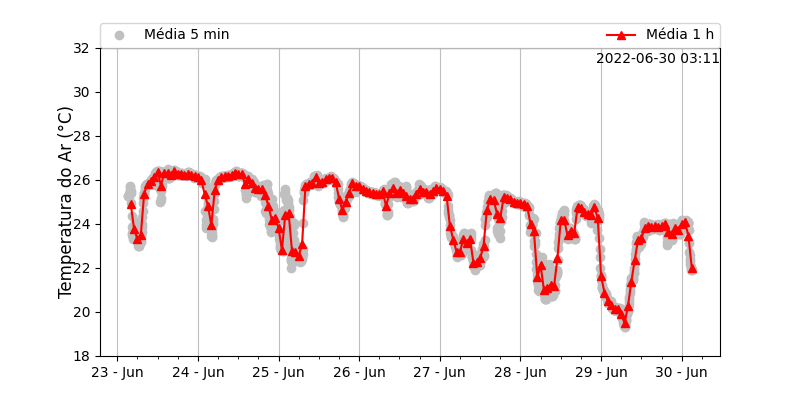 Média 5 min
Média 1 h
2022-06-30 03:11
Temperatura do Ar (°C)
32
30
28
26
24
22
20
18
23 - Jun
24 - Jun
25 - Jun
26 - Jun
27 - Jun
28 - Jun
29 - Jun
30 - Jun